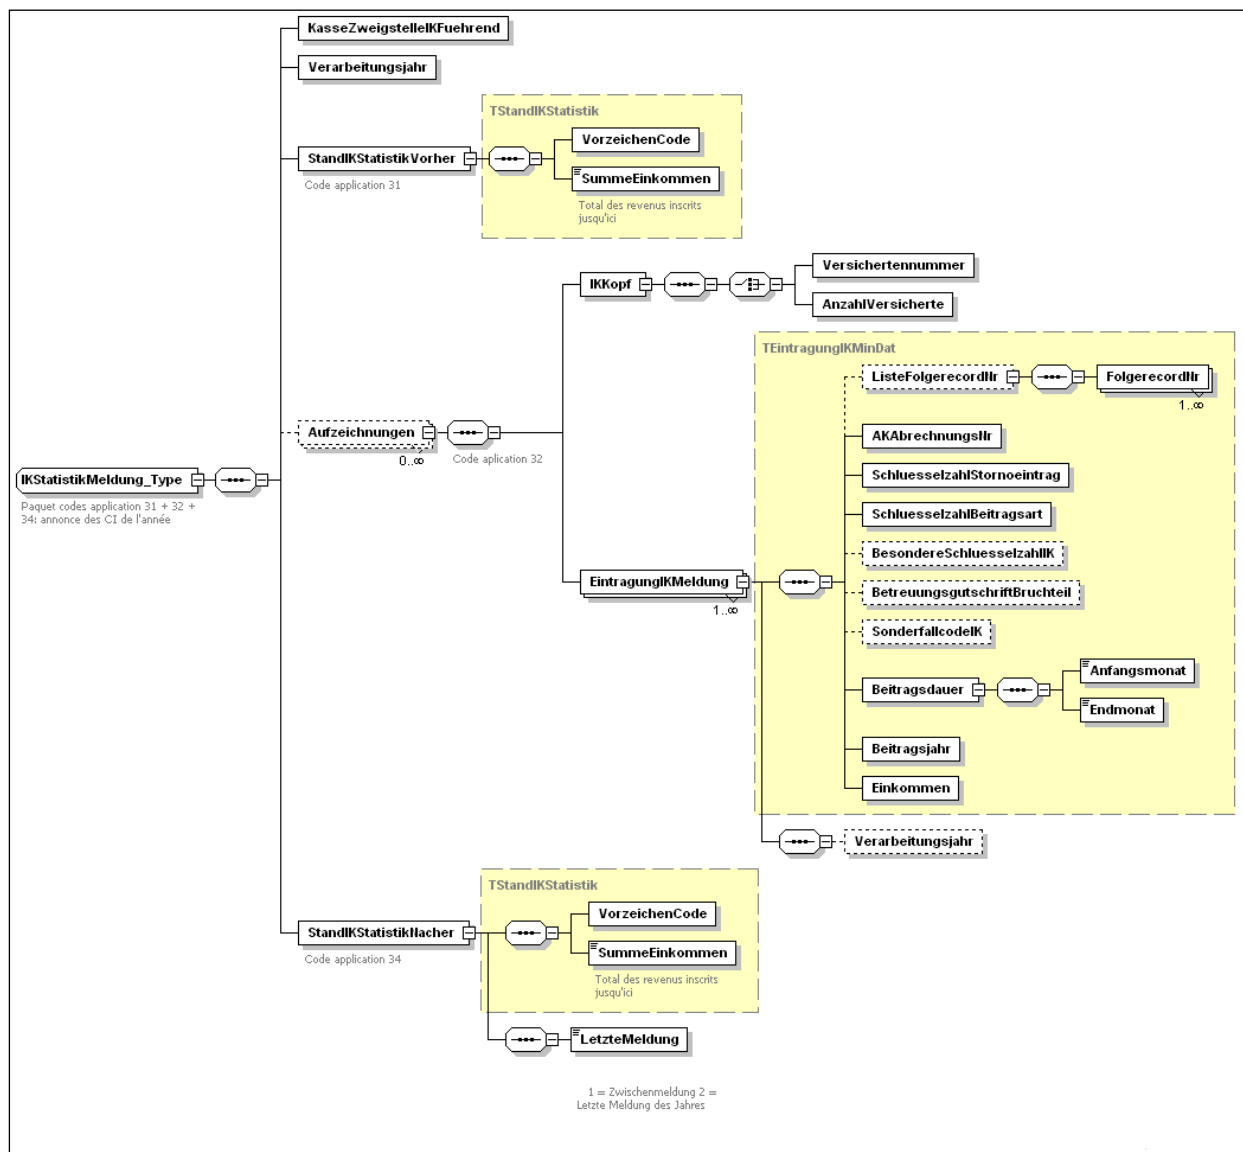 KasseZweigstelleIKFuehrend
Verarbeitungsjahr
TStandIKStatistik
StandIKStatistikVorher
Code application 31
VorzeichenCode
SummeEinkommen
Total des revenus inscrits
jusqu'ici
IKKopf
Versichertennummer
AnzahlVersicherte
TEintragungIKMinDat
ListeFolgerecordNr
FolgerecordNr
1..∞
Aufzeichnungen
0..∞
Code aplication 32
AKAbrechnungsNr
SchluesselzahlStornoeintrag
SchluesselzahlBeitragsart
BesondereSchluesselzahlIK
BetreuungsgutschriftBruchteil
SonderfallcodeIK
IKStatistikMeldung_Type
Paquet codes application 31 + 32 +
34: annonce des CI de l'année
EintragungIKMeldung
1..∞
Beitragsdauer
Anfangsmonat
Endmonat
Beitragsjahr
Einkommen
Verarbeitungsjahr
TStandIKStatistik
StandIKStatistikNacher
Code application 34
VorzeichenCode
SummeEinkommen
Total des revenus inscrits
jusqu'ici
LetzteMeldung
1 = Zwischenmeldung 2 =
Letzte Meldung des Jahres